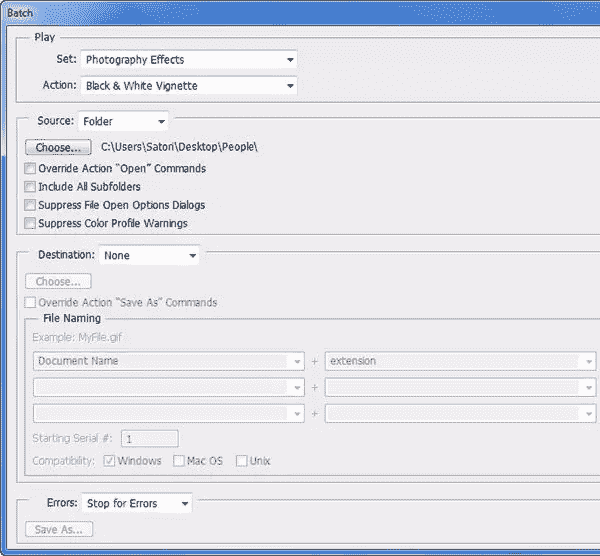 Batch
Play
Set: Photography Effects
Action: Black & White Vignette
Source: Folder
Choose... C:\Users\Satori\Desktop\People\
Override Action "Open" Commands
Include All Subfolders
Suppress File Open Options Dialogs
Suppress Color Profile Warnings
Destination: None
Choose...
Override Action "Save As" Commands
File Naming
Example: MyFile.gif
Document Name + extension
+
+
Starting Serial #: 1
Compatibility: Windows Mac OS Unix
Errors: Stop for Errors
Save As...